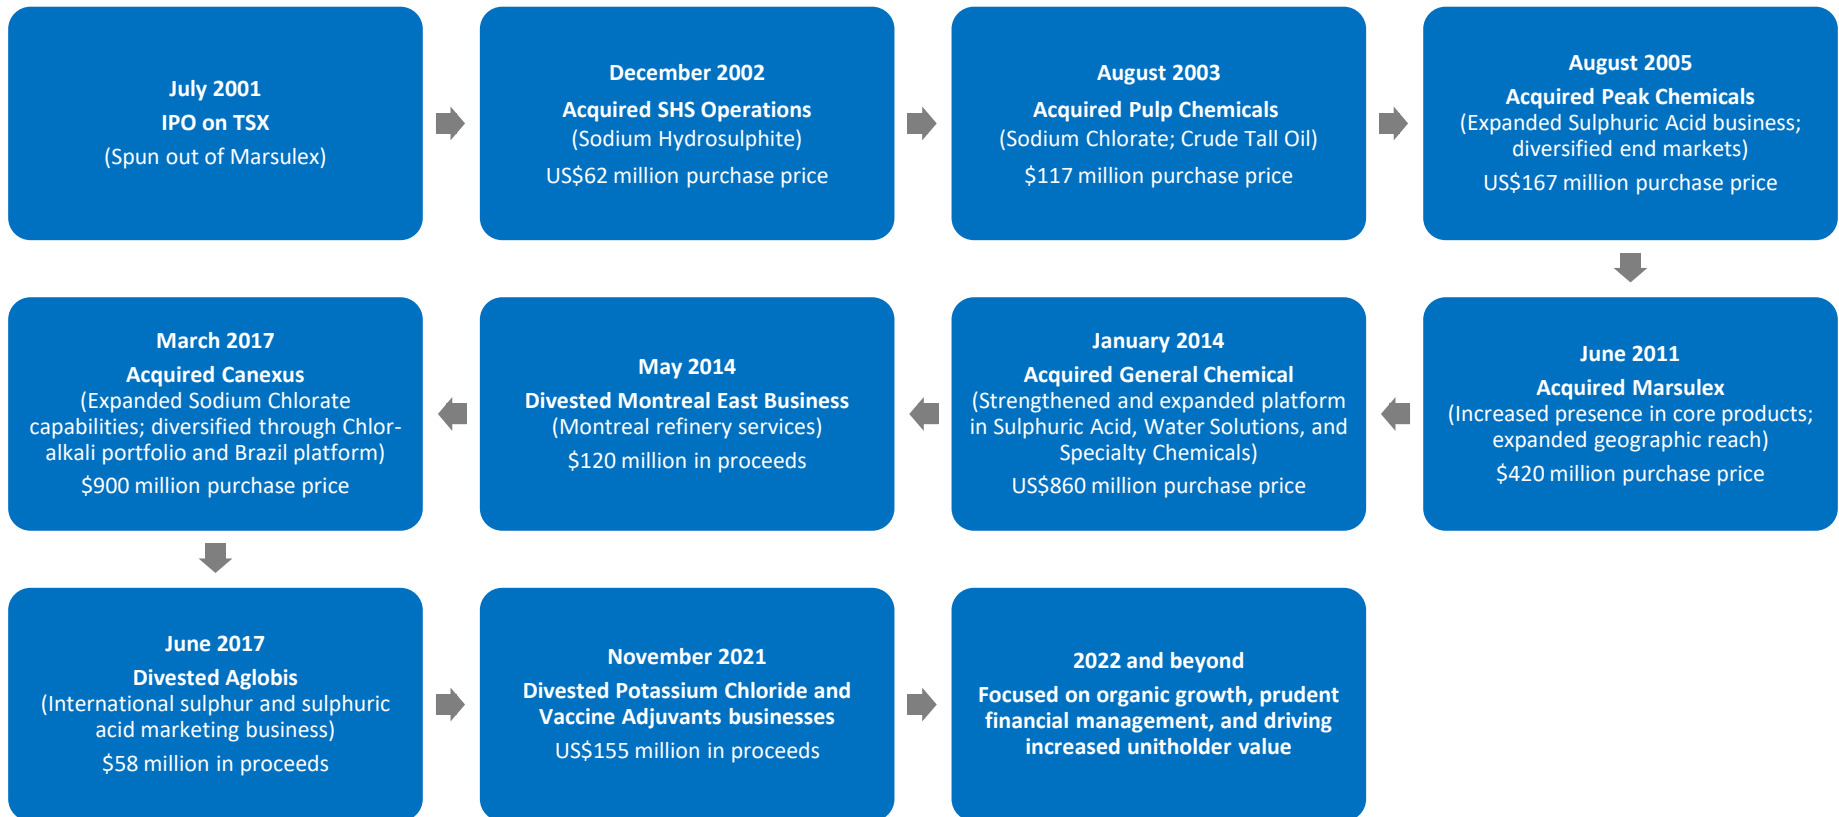 July 2001
IPO on TSX
(Spun out of Marsulex)
December 2002
Acquired SHS Operations
(Sodium Hydrosulphite)
US$62 million purchase price
August 2003
Acquired Pulp Chemicals
(Sodium Chlorate; Crude Tall Oil)
$117 million purchase price
August 2005
Acquired Peak Chemicals
(Expanded Sulphuric Acid business;
diversified end markets)
US$167 million purchase price
June 2011
Acquired Marsulex
(Increased presence in core products;
expanded geographic reach)
$420 million purchase price
January 2014
Acquired General Chemical
(Strengthened and expanded platform
in Sulphuric Acid, Water Solutions, and
Specialty Chemicals)
US$860 million purchase price
May 2014
Divested Montreal East Business
(Montreal refinery services)
$120 million in proceeds
March 2017
Acquired Canexus
(Expanded Sodium Chlorate
capabilities; diversified through Chlor-
alkali portfolio and Brazil platform)
$900 million purchase price
June 2017
Divested Aglobis
(International sulphur and sulphuric
acid marketing business)
$58 million in proceeds
November 2021
Divested Potassium Chloride and
Vaccine Adjuvants businesses
US$155 million in proceeds
2022 and beyond
Focused on organic growth, prudent
financial management, and driving
increased unitholder value